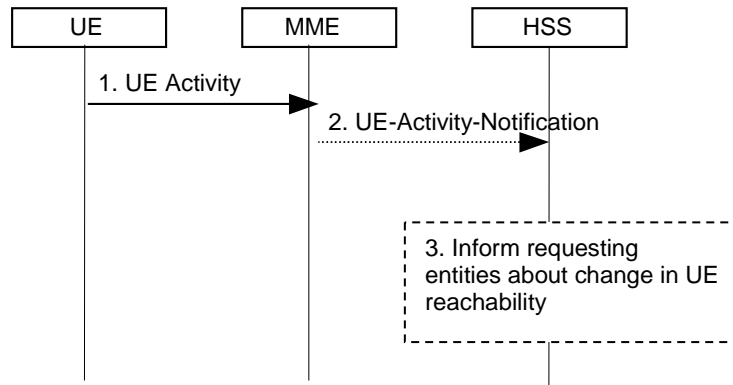 UE
MME
HSS
1. UE Activity
2. UE-Activity-Notification
3. Inform requesting
entities about change in UE
reachability